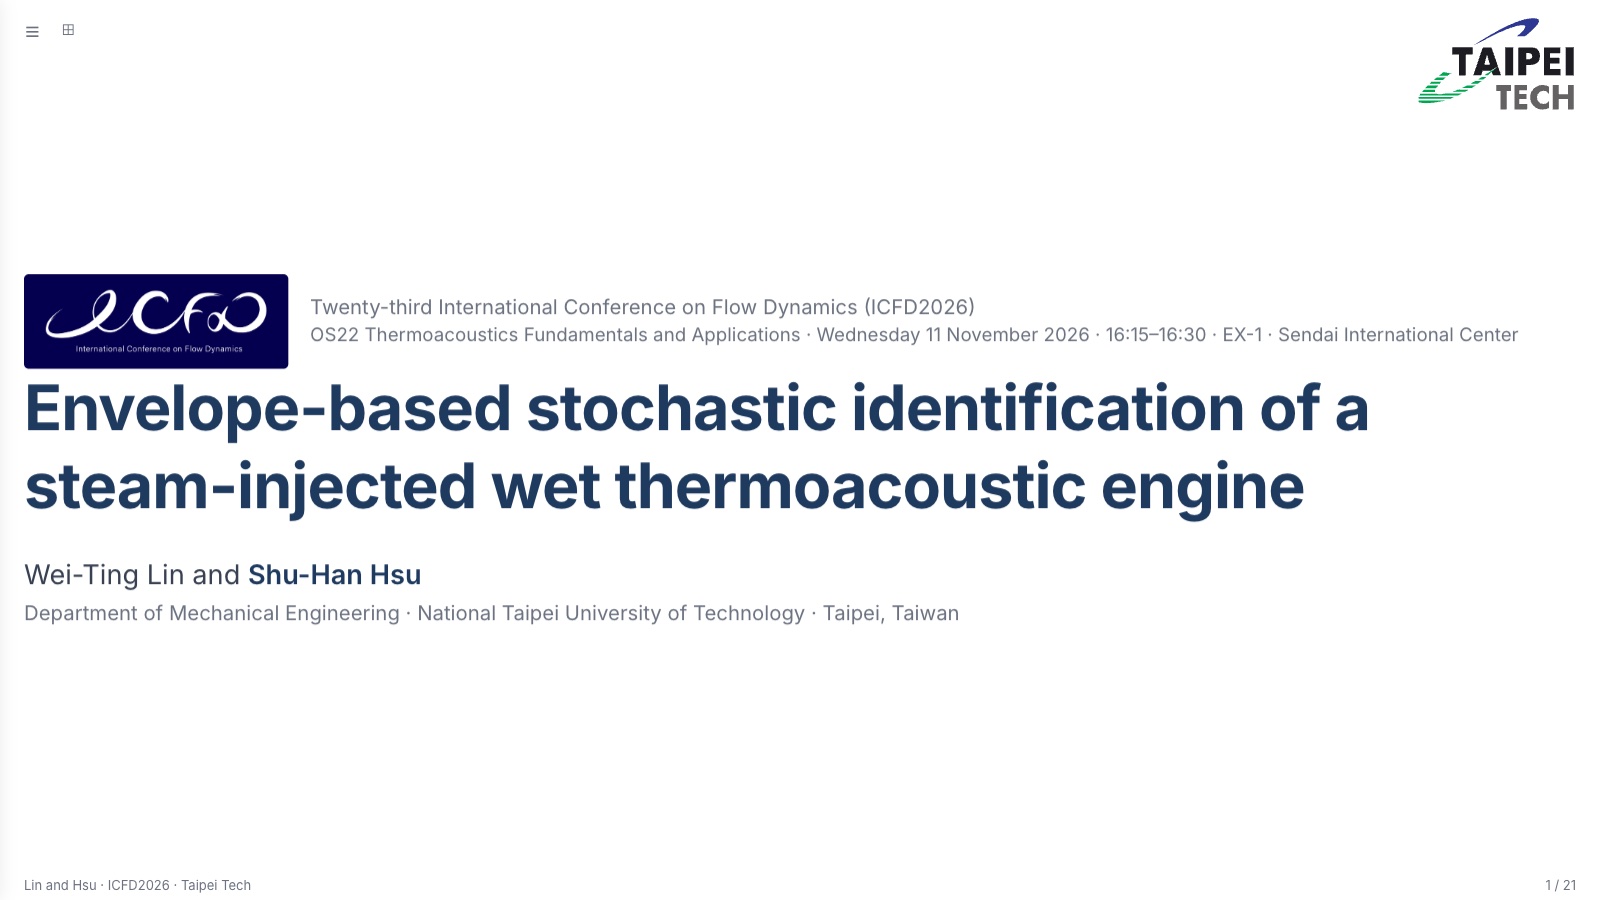 TAIPEI
TECH
ICFD
International Conference on Flow Dynamics
Twenty-third International Conference on Flow Dynamics (ICFD2026)
OS22 Thermoacoustics Fundamentals and Applications · Wednesday 11 November 2026 · 16:15–16:30 · EX-1 · Sendai International Center
Envelope-based stochastic identification of a
steam-injected wet thermoacoustic engine
Wei-Ting Lin and Shu-Han Hsu
Department of Mechanical Engineering · National Taipei University of Technology · Taipei, Taiwan
Lin and Hsu · ICFD2026 · Taipei Tech
1 / 21